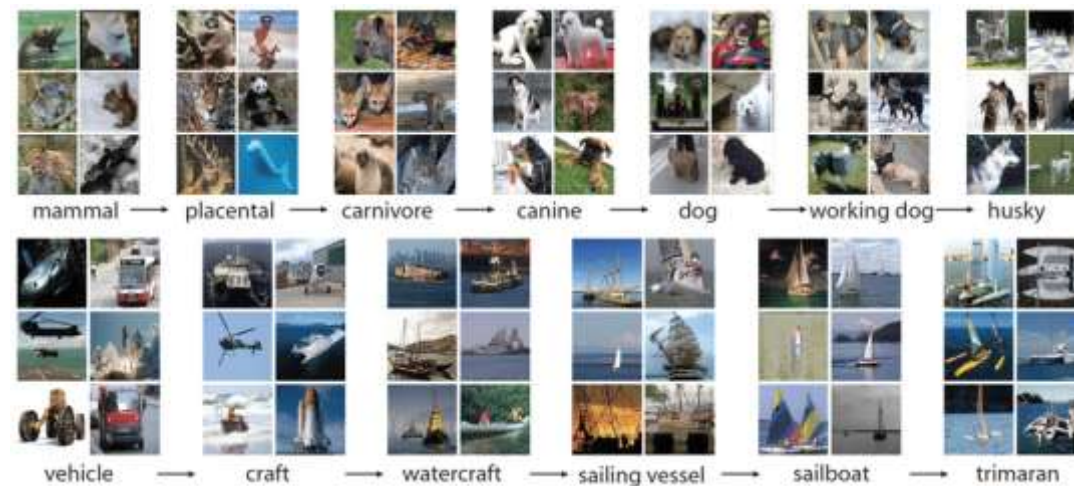 mammal → placental → carnivore → canine → dog → working dog → husky
vehicle → craft → watercraft → sailing vessel → sailboat → trimaran